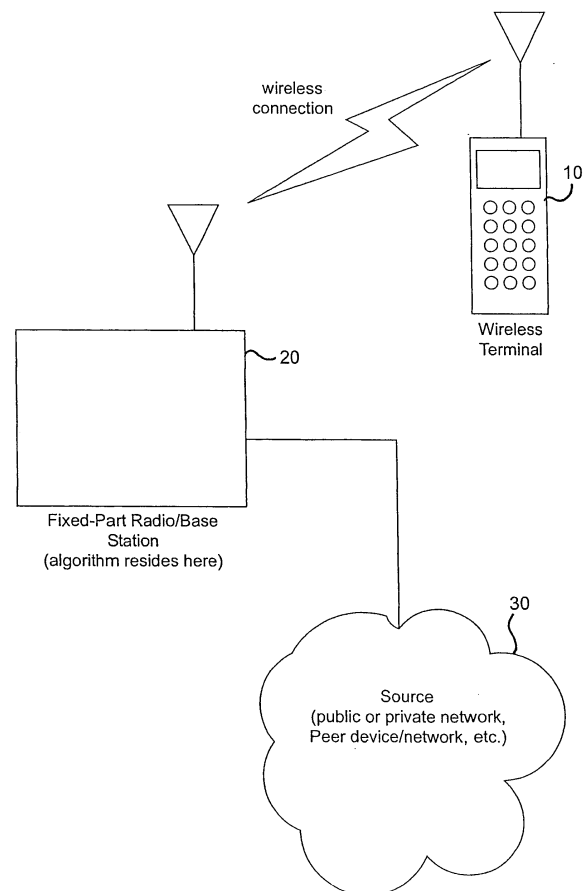 wireless
connection
10
Wireless
Terminal
20
Fixed-Part Radio/Base
Station
(algorithm resides here)
30
Source
(public or private network,
Peer device/network, etc.)